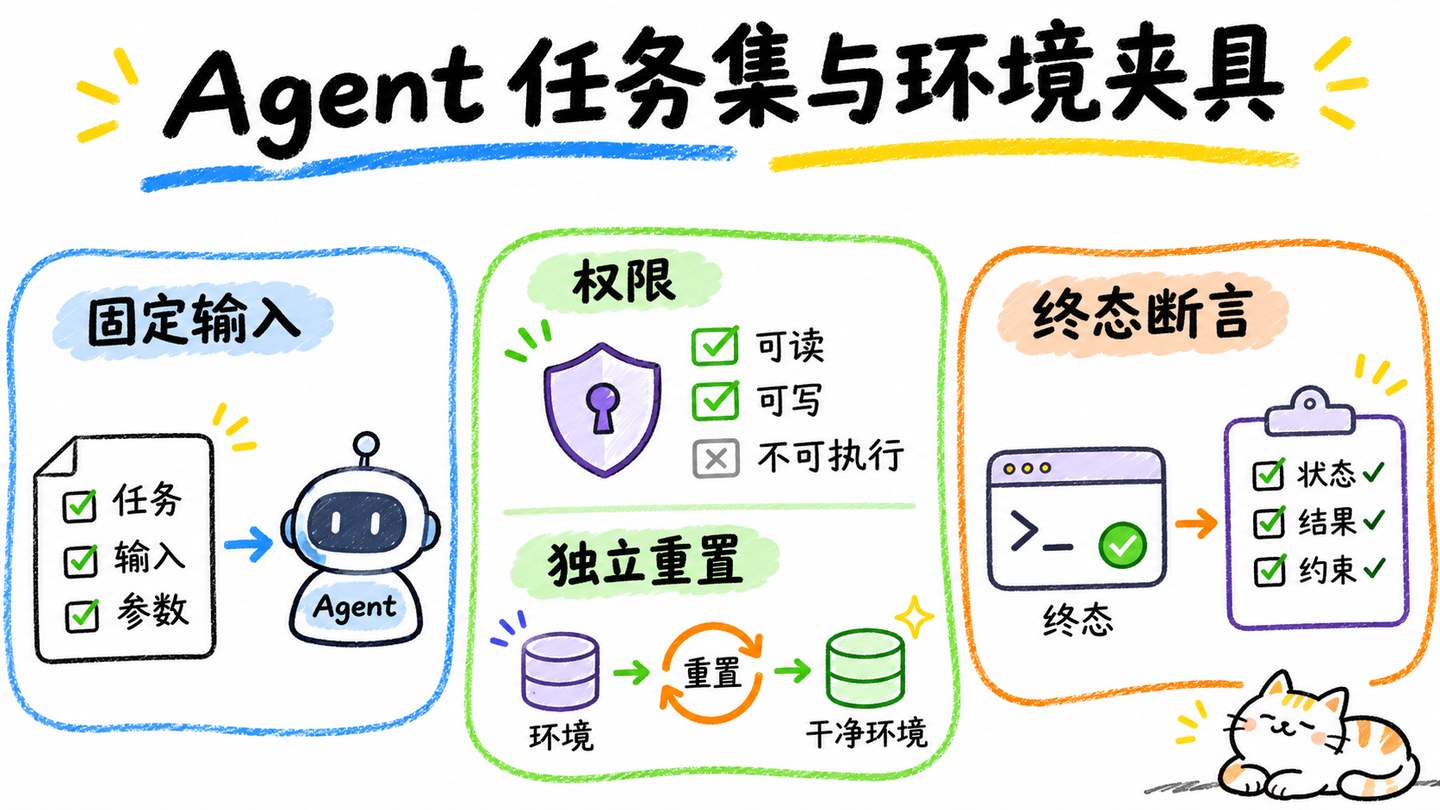 Agent 任务集与环境夹具
固定输入
任务
输入
参数
Agent
权限
可读
可写
不可执行
独立重置
环境
重置
干净环境
终态断言
>_
终态
状态
结果
约束